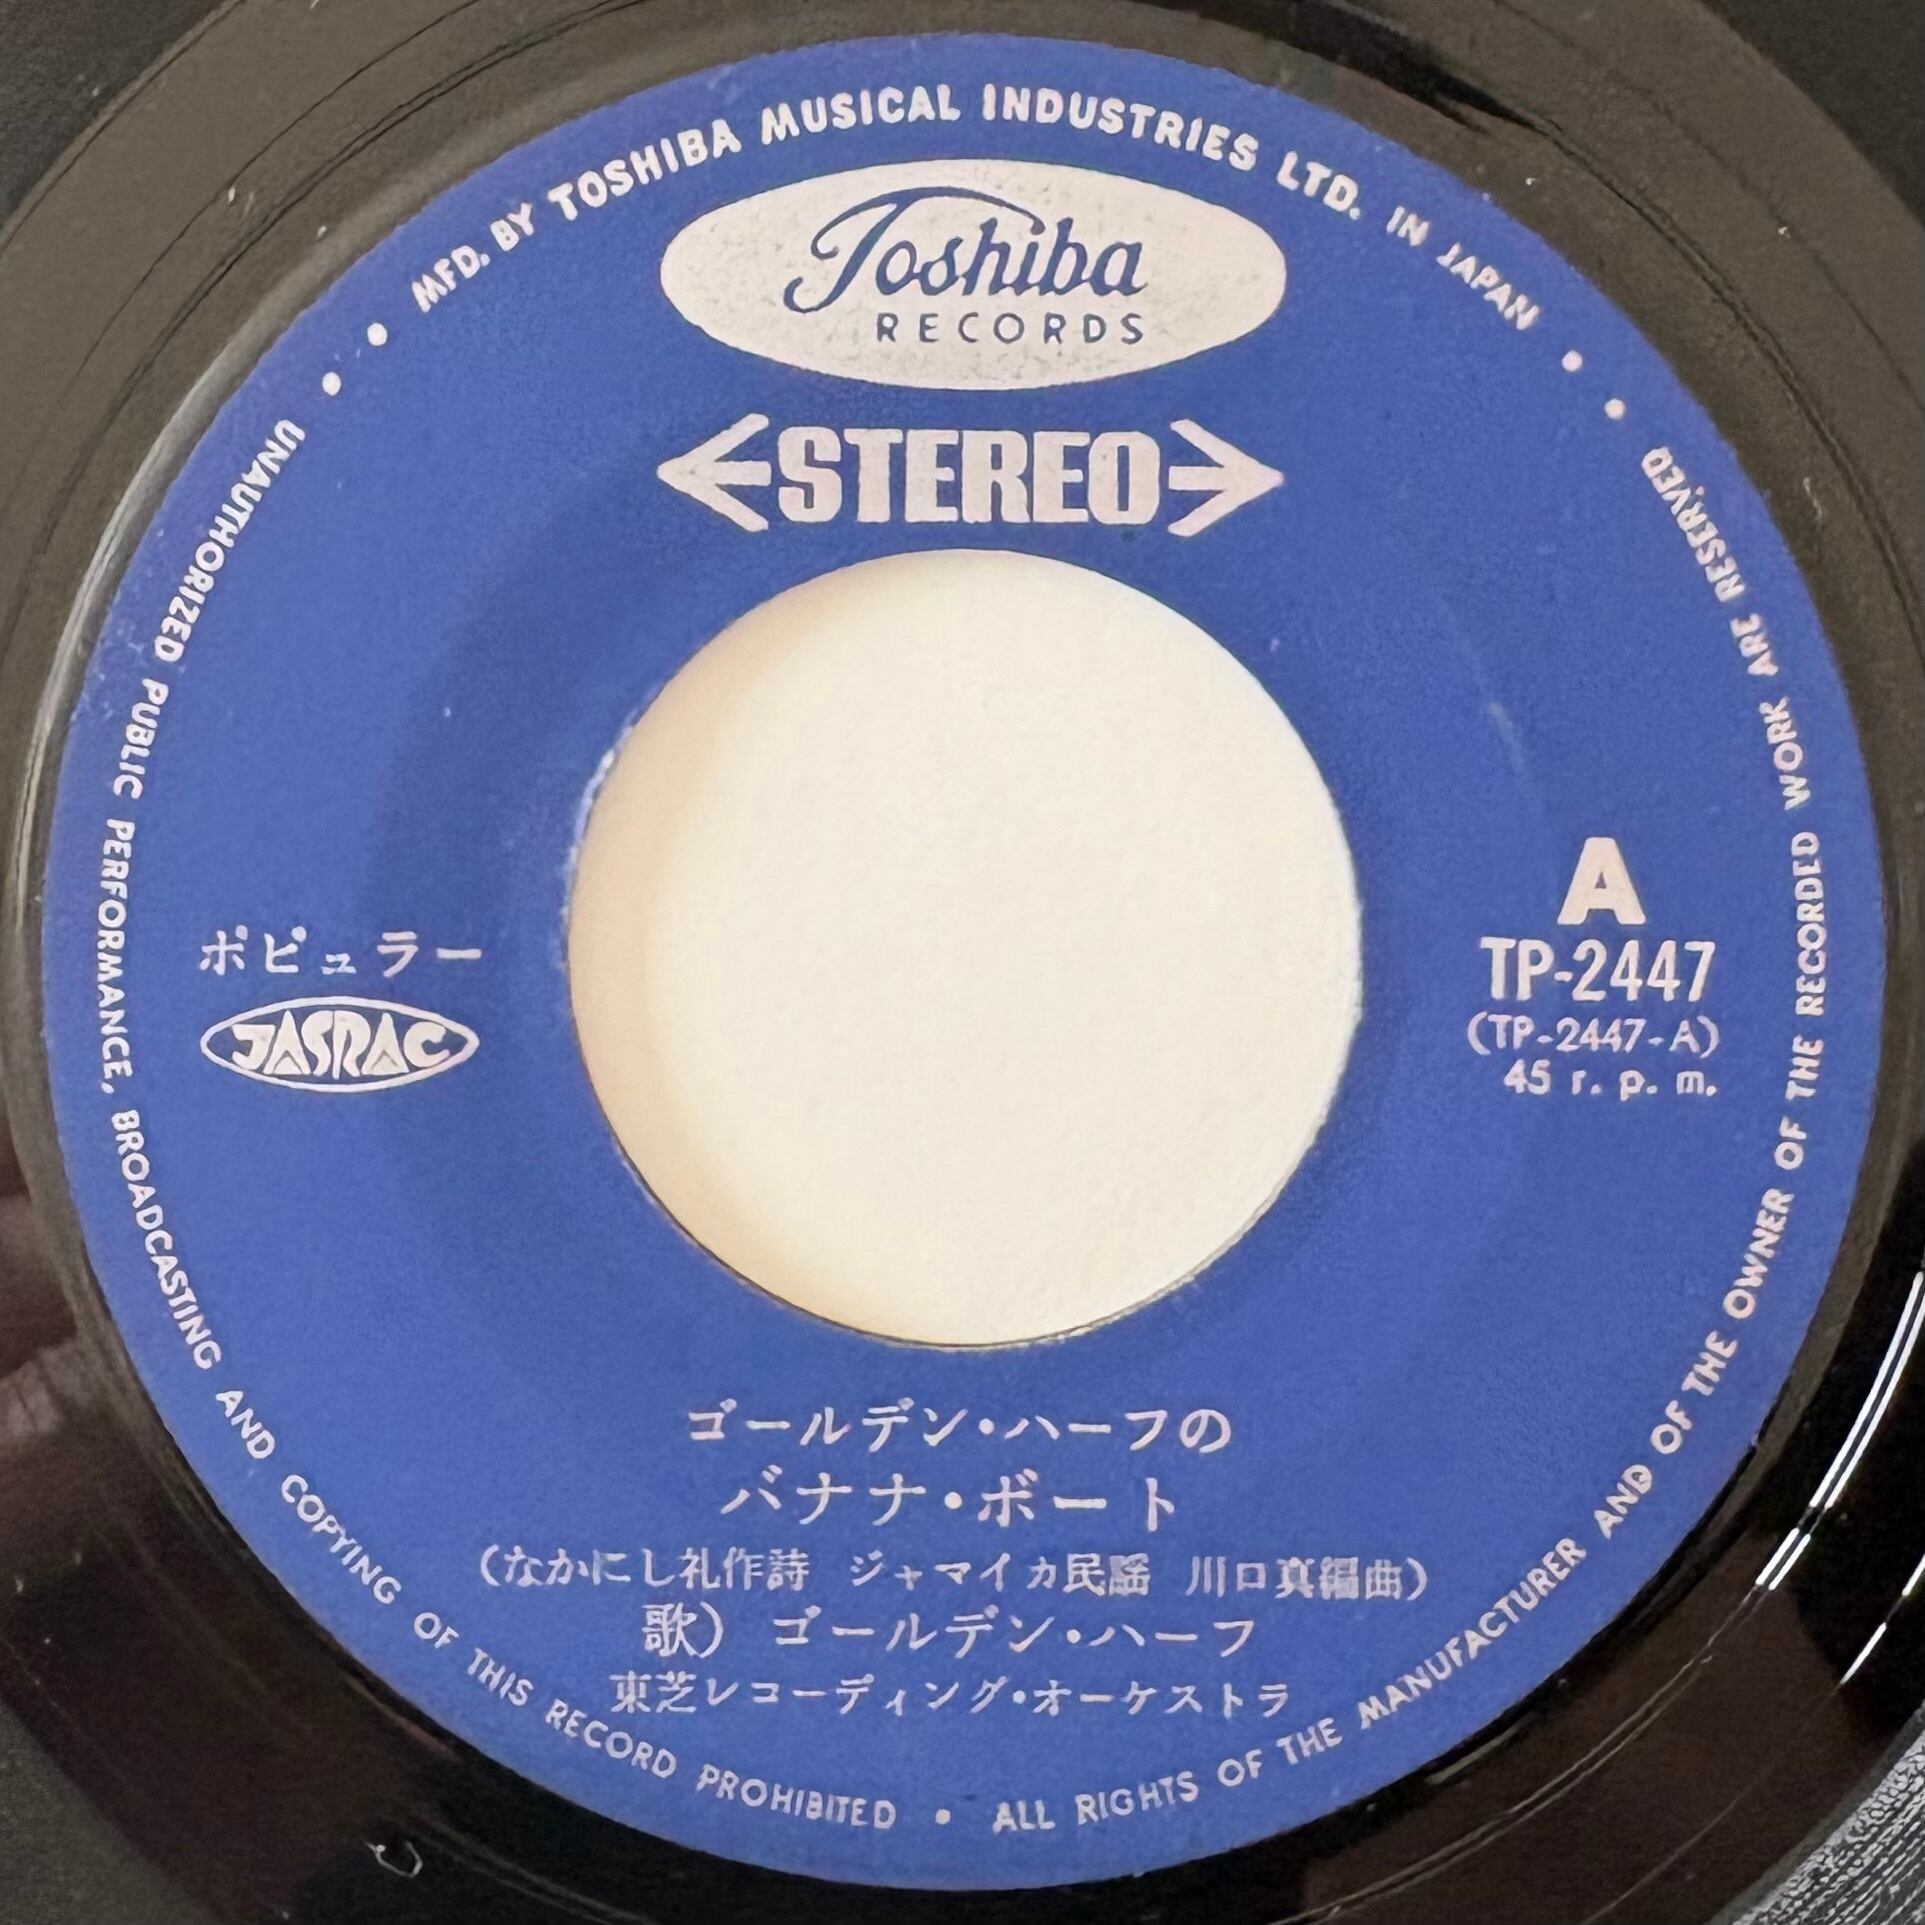 MFD. BY TOSHIBA MUSICAL INDUSTRIES LTD. IN JAPAN
Toshiba
RECORDS
STEREO
ポピュラー
JASRAC
A
TP-2447
(TP-2447-A)
45 r. p. m.
ゴールデン・ハーフの
バナナ・ボート
(なかにし礼作詩 ジャマイカ民謡 川口真編曲)
歌) ゴールデン・ハーフ
東芝レコーディング・オーケストラ
UNAUTHORIZED PUBLIC PERFORMANCE, BROADCASTING AND COPYING OF THIS RECORD PROHIBITED • ALL RIGHTS OF THE MANUFACTURER AND OF THE OWNER OF THE RECORDED WORK ARE RESERVED